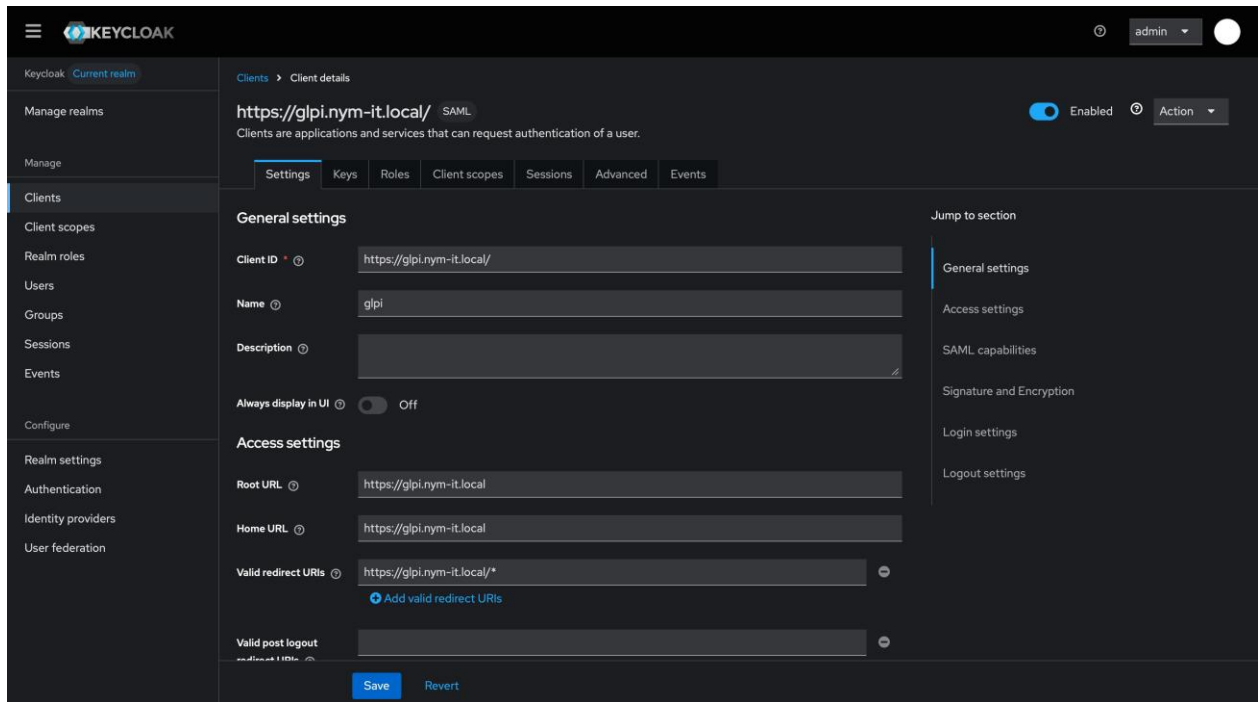 KEYCLOAK
admin
Keycloak Current realm
Manage realms
Manage
Clients
Client scopes
Realm roles
Users
Groups
Sessions
Events
Configure
Realm settings
Authentication
Identity providers
User federation
Clients > Client details
https://glpi.nym-it.local/ SAML
Clients are applications and services that can request authentication of a user.
Enabled
Action
Settings Keys Roles Client scopes Sessions Advanced Events
General settings
Client ID * https://glpi.nym-it.local/
Name glpi
Description
Always display in UI Off
Access settings
Root URL https://glpi.nym-it.local
Home URL https://glpi.nym-it.local
Valid redirect URIs https://glpi.nym-it.local/*
Add valid redirect URIs
Valid post logout
redirect URIs
Save Revert
Jump to section
General settings
Access settings
SAML capabilities
Signature and Encryption
Login settings
Logout settings